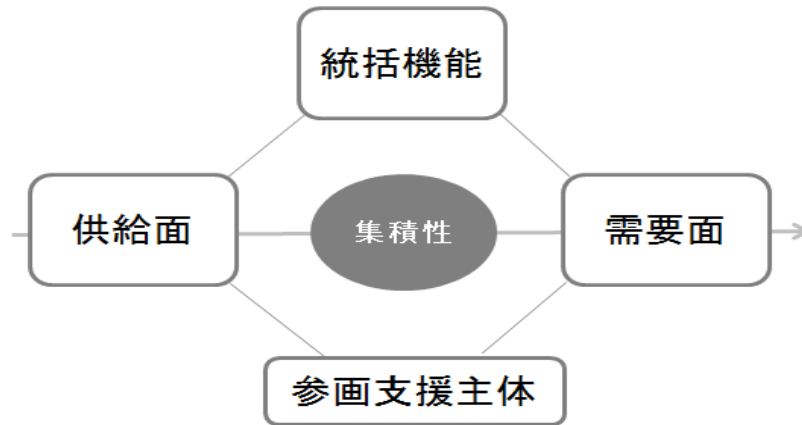 統括機能
供給面
集積性
需要面
参画支援主体